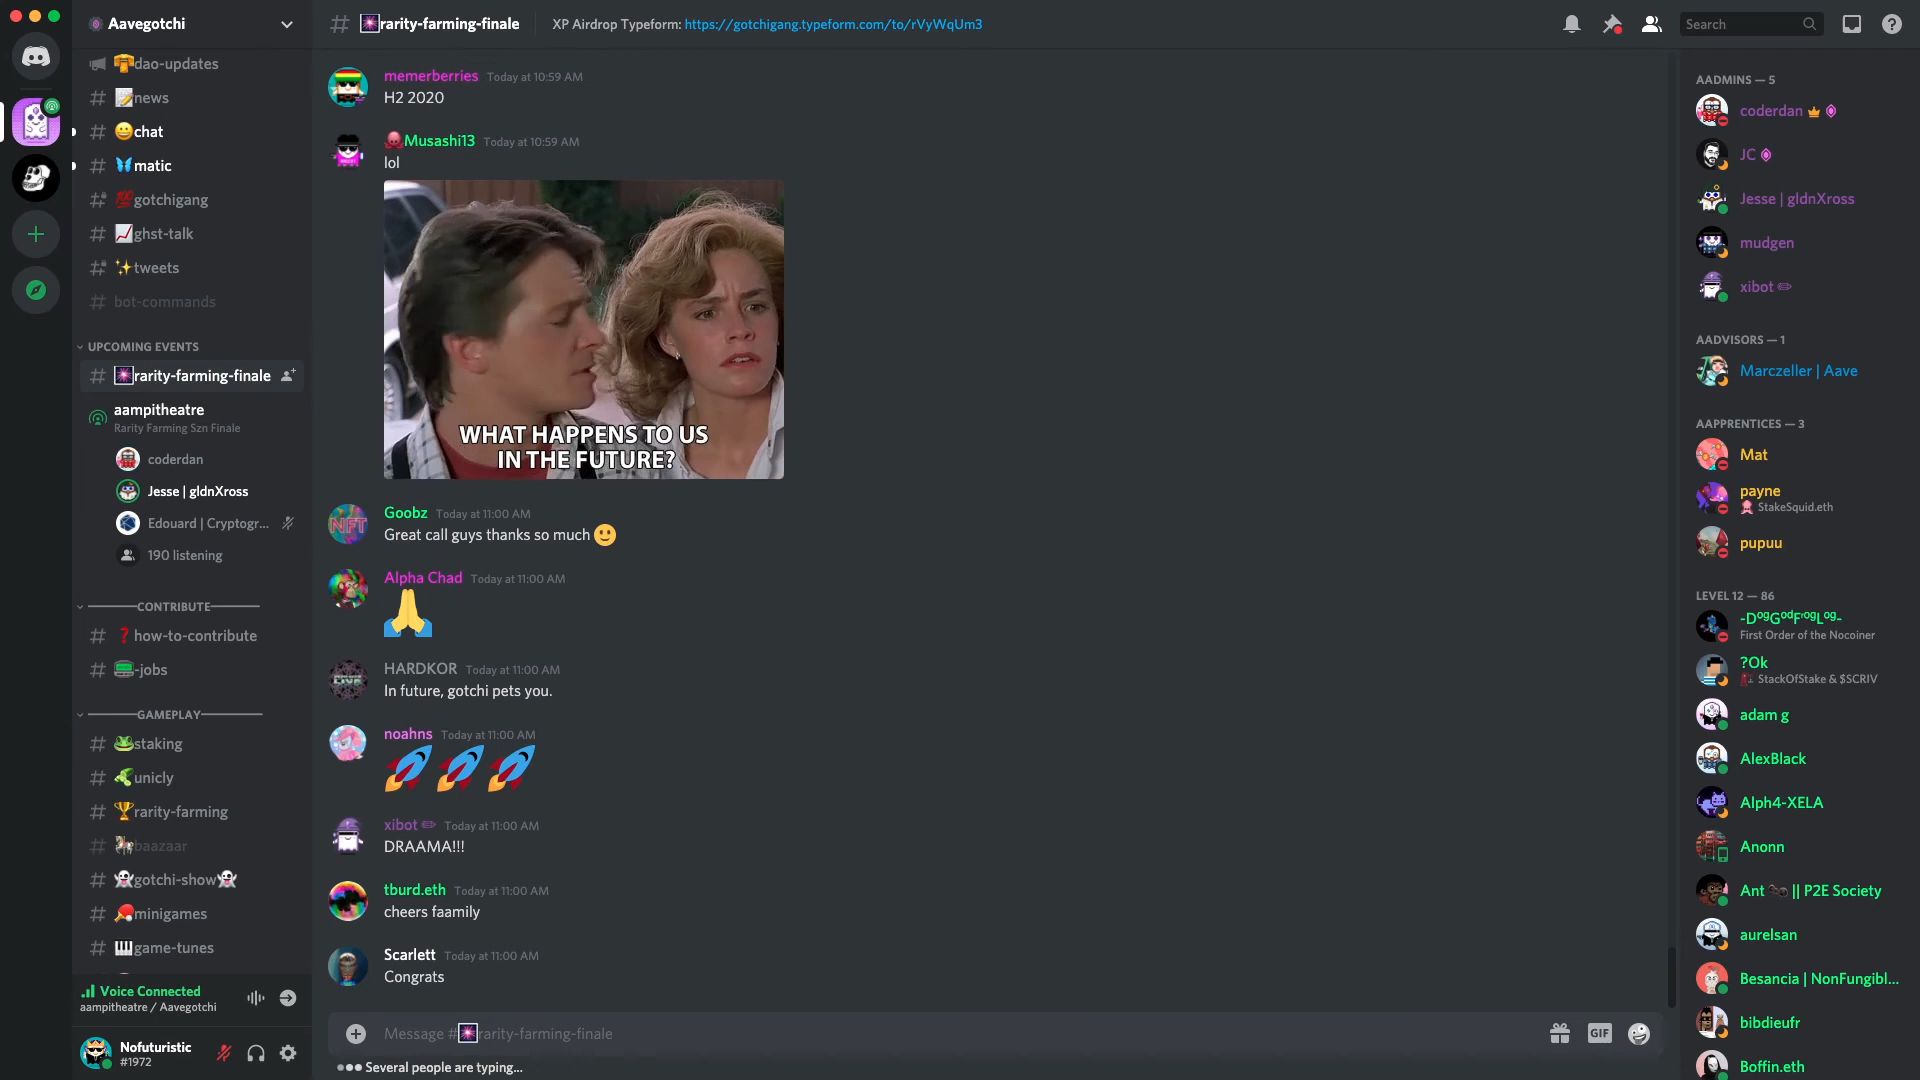 Aavegotchi
dao-updates
news
chat
matic
gotchigang
ghst-talk
tweets
bot-commands
UPCOMING EVENTS
rarity-farming-finale
aampitheatre
Rarity Farming Szn Finale
coderdan
Jesse | gldnXross
Edouard | Cryptogr...
190 listening
CONTRIBUTE
how-to-contribute
-jobs
GAMEPLAY
staking
unicly
rarity-farming
baazaar
gotchi-show
minigames
game-tunes
Voice Connected
aampitheatre / Aavegotchi
Nofuturistic
#1972
rarity-farming-finale
XP Airdrop Typeform: https://gotchigang.typeform.com/to/rVyWqUm3
Search
memerberries Today at 10:59 AM
H2 2020
Musashi13 Today at 10:59 AM
lol
WHAT HAPPENS TO US
IN THE FUTURE?
Goobz Today at 11:00 AM
Great call guys thanks so much
NFT
Alpha Chad Today at 11:00 AM
HARDKOR Today at 11:00 AM
In future, gotchi pets you.
noahns Today at 11:00 AM
xibot Today at 11:00 AM
DRAAMA!!!
tburd.eth Today at 11:00 AM
cheers faamily
Scarlett Today at 11:00 AM
Congrats
Message #rarity-farming-finale
GIF
Several people are typing...
AADMINS — 5
coderdan
JC
Jesse | gldnXross
mudgen
xibot
AADVISORS — 1
Marczeller | Aave
AAPRENTICES — 3
Mat
payne
StakeSquid.eth
pupuu
LEVEL 12 — 86
-DᵒᵍGᵒᵈFʳᵒᵍLᵒᵍ-
First Order of the Nocoiner
?Ok
StackOfStake & $SCRIV
adam g
AlexBlack
Alph4-XELA
Anonn
Ant || P2E Society
aurelsan
Besancia | NonFungibl...
bibdieufr
Boffin.eth